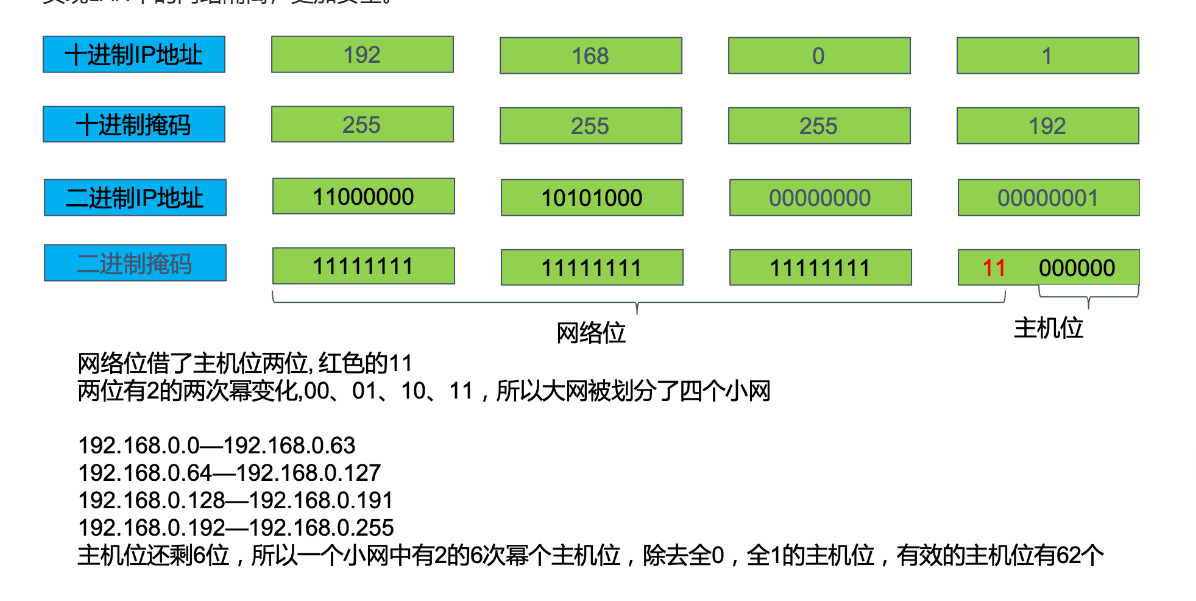 十进制IP地址 192 168 0 1
十进制掩码 255 255 255 192
二进制IP地址 11000000 10101000 00000000 00000001
二进制掩码 11111111 11111111 11111111 11 000000
网络位 主机位
网络位借了主机位两位, 红色的11
两位有2的两次幂变化,00、01、10、11，所以大网被划分了四个小网
192.168.0.0—192.168.0.63
192.168.0.64—192.168.0.127
192.168.0.128—192.168.0.191
192.168.0.192—192.168.0.255
主机位还剩6位，所以一个小网中有2的6次幂个主机位，除去全0，全1的主机位，有效的主机位有62个